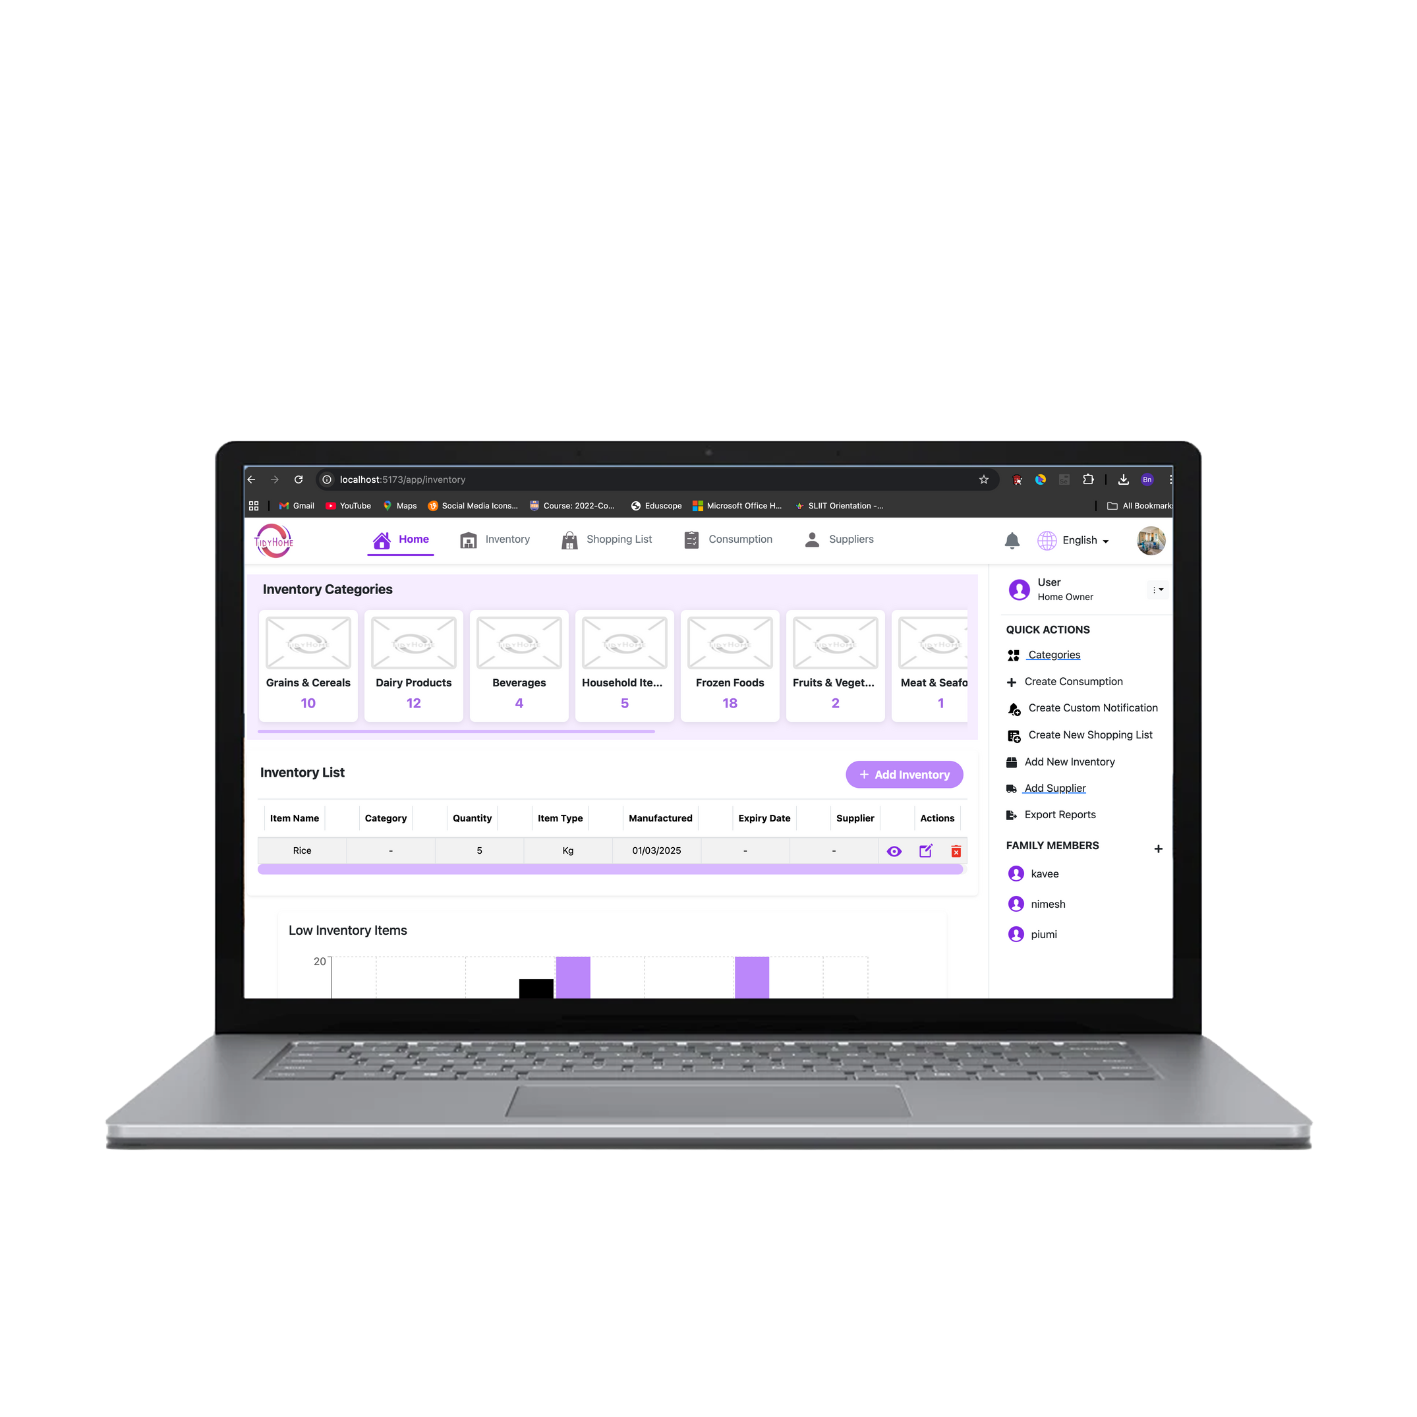 localhost:5173/app/inventory
Bn
Gmail YouTube Maps Social Media Icons... Course: 2022-Co... Eduscope Microsoft Office H... SLIIT Orientation -... All Bookmark
TIDYHOME Home Inventory Shopping List Consumption Suppliers English
Inventory Categories
Grains & Cereals Dairy Products Beverages Household Ite... Frozen Foods Fruits & Veget... Meat & Seafo
10 12 4 5 18 2 1
Inventory List
+ Add Inventory
Item Name Category Quantity Item Type Manufactured Expiry Date Supplier Actions
Rice - 5 Kg 01/03/2025 - -
Low Inventory Items
20
User
Home Owner
QUICK ACTIONS
Categories
Create Consumption
Create Custom Notification
Create New Shopping List
Add New Inventory
Add Supplier
Export Reports
FAMILY MEMBERS +
kavee
nimesh
piumi